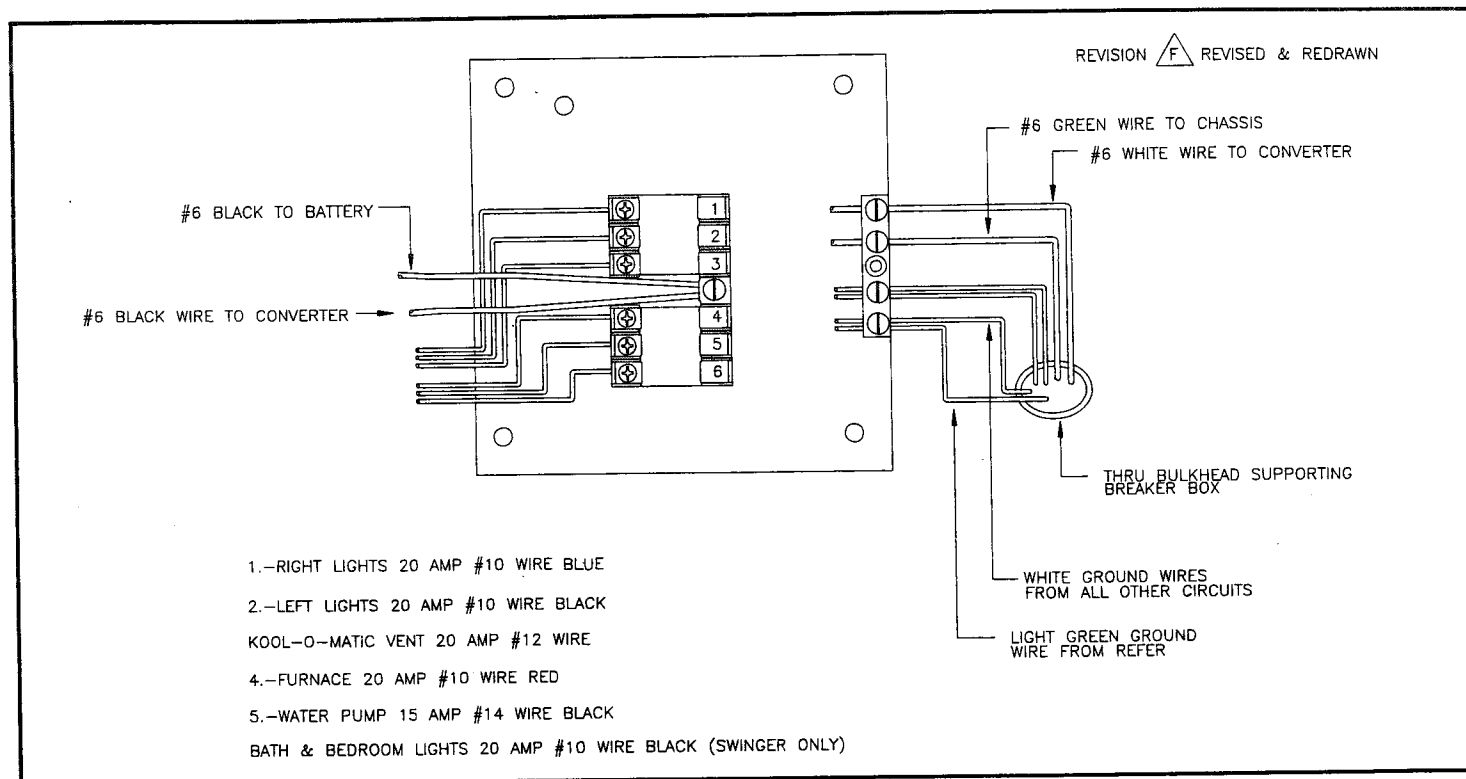 REVISION F REVISED & REDRAWN
#6 GREEN WIRE TO CHASSIS
#6 WHITE WIRE TO CONVERTER
#6 BLACK TO BATTERY
#6 BLACK WIRE TO CONVERTER
1
2
3
4
5
6
THRU BULKHEAD SUPPORTING
BREAKER BOX
WHITE GROUND WIRES
FROM ALL OTHER CIRCUITS
LIGHT GREEN GROUND
WIRE FROM REFER
1.-RIGHT LIGHTS 20 AMP #10 WIRE BLUE
2.-LEFT LIGHTS 20 AMP #10 WIRE BLACK
KOOL-O-MATIC VENT 20 AMP #12 WIRE
4.-FURNACE 20 AMP #10 WIRE RED
5.-WATER PUMP 15 AMP #14 WIRE BLACK
BATH & BEDROOM LIGHTS 20 AMP #10 WIRE BLACK (SWINGER ONLY)